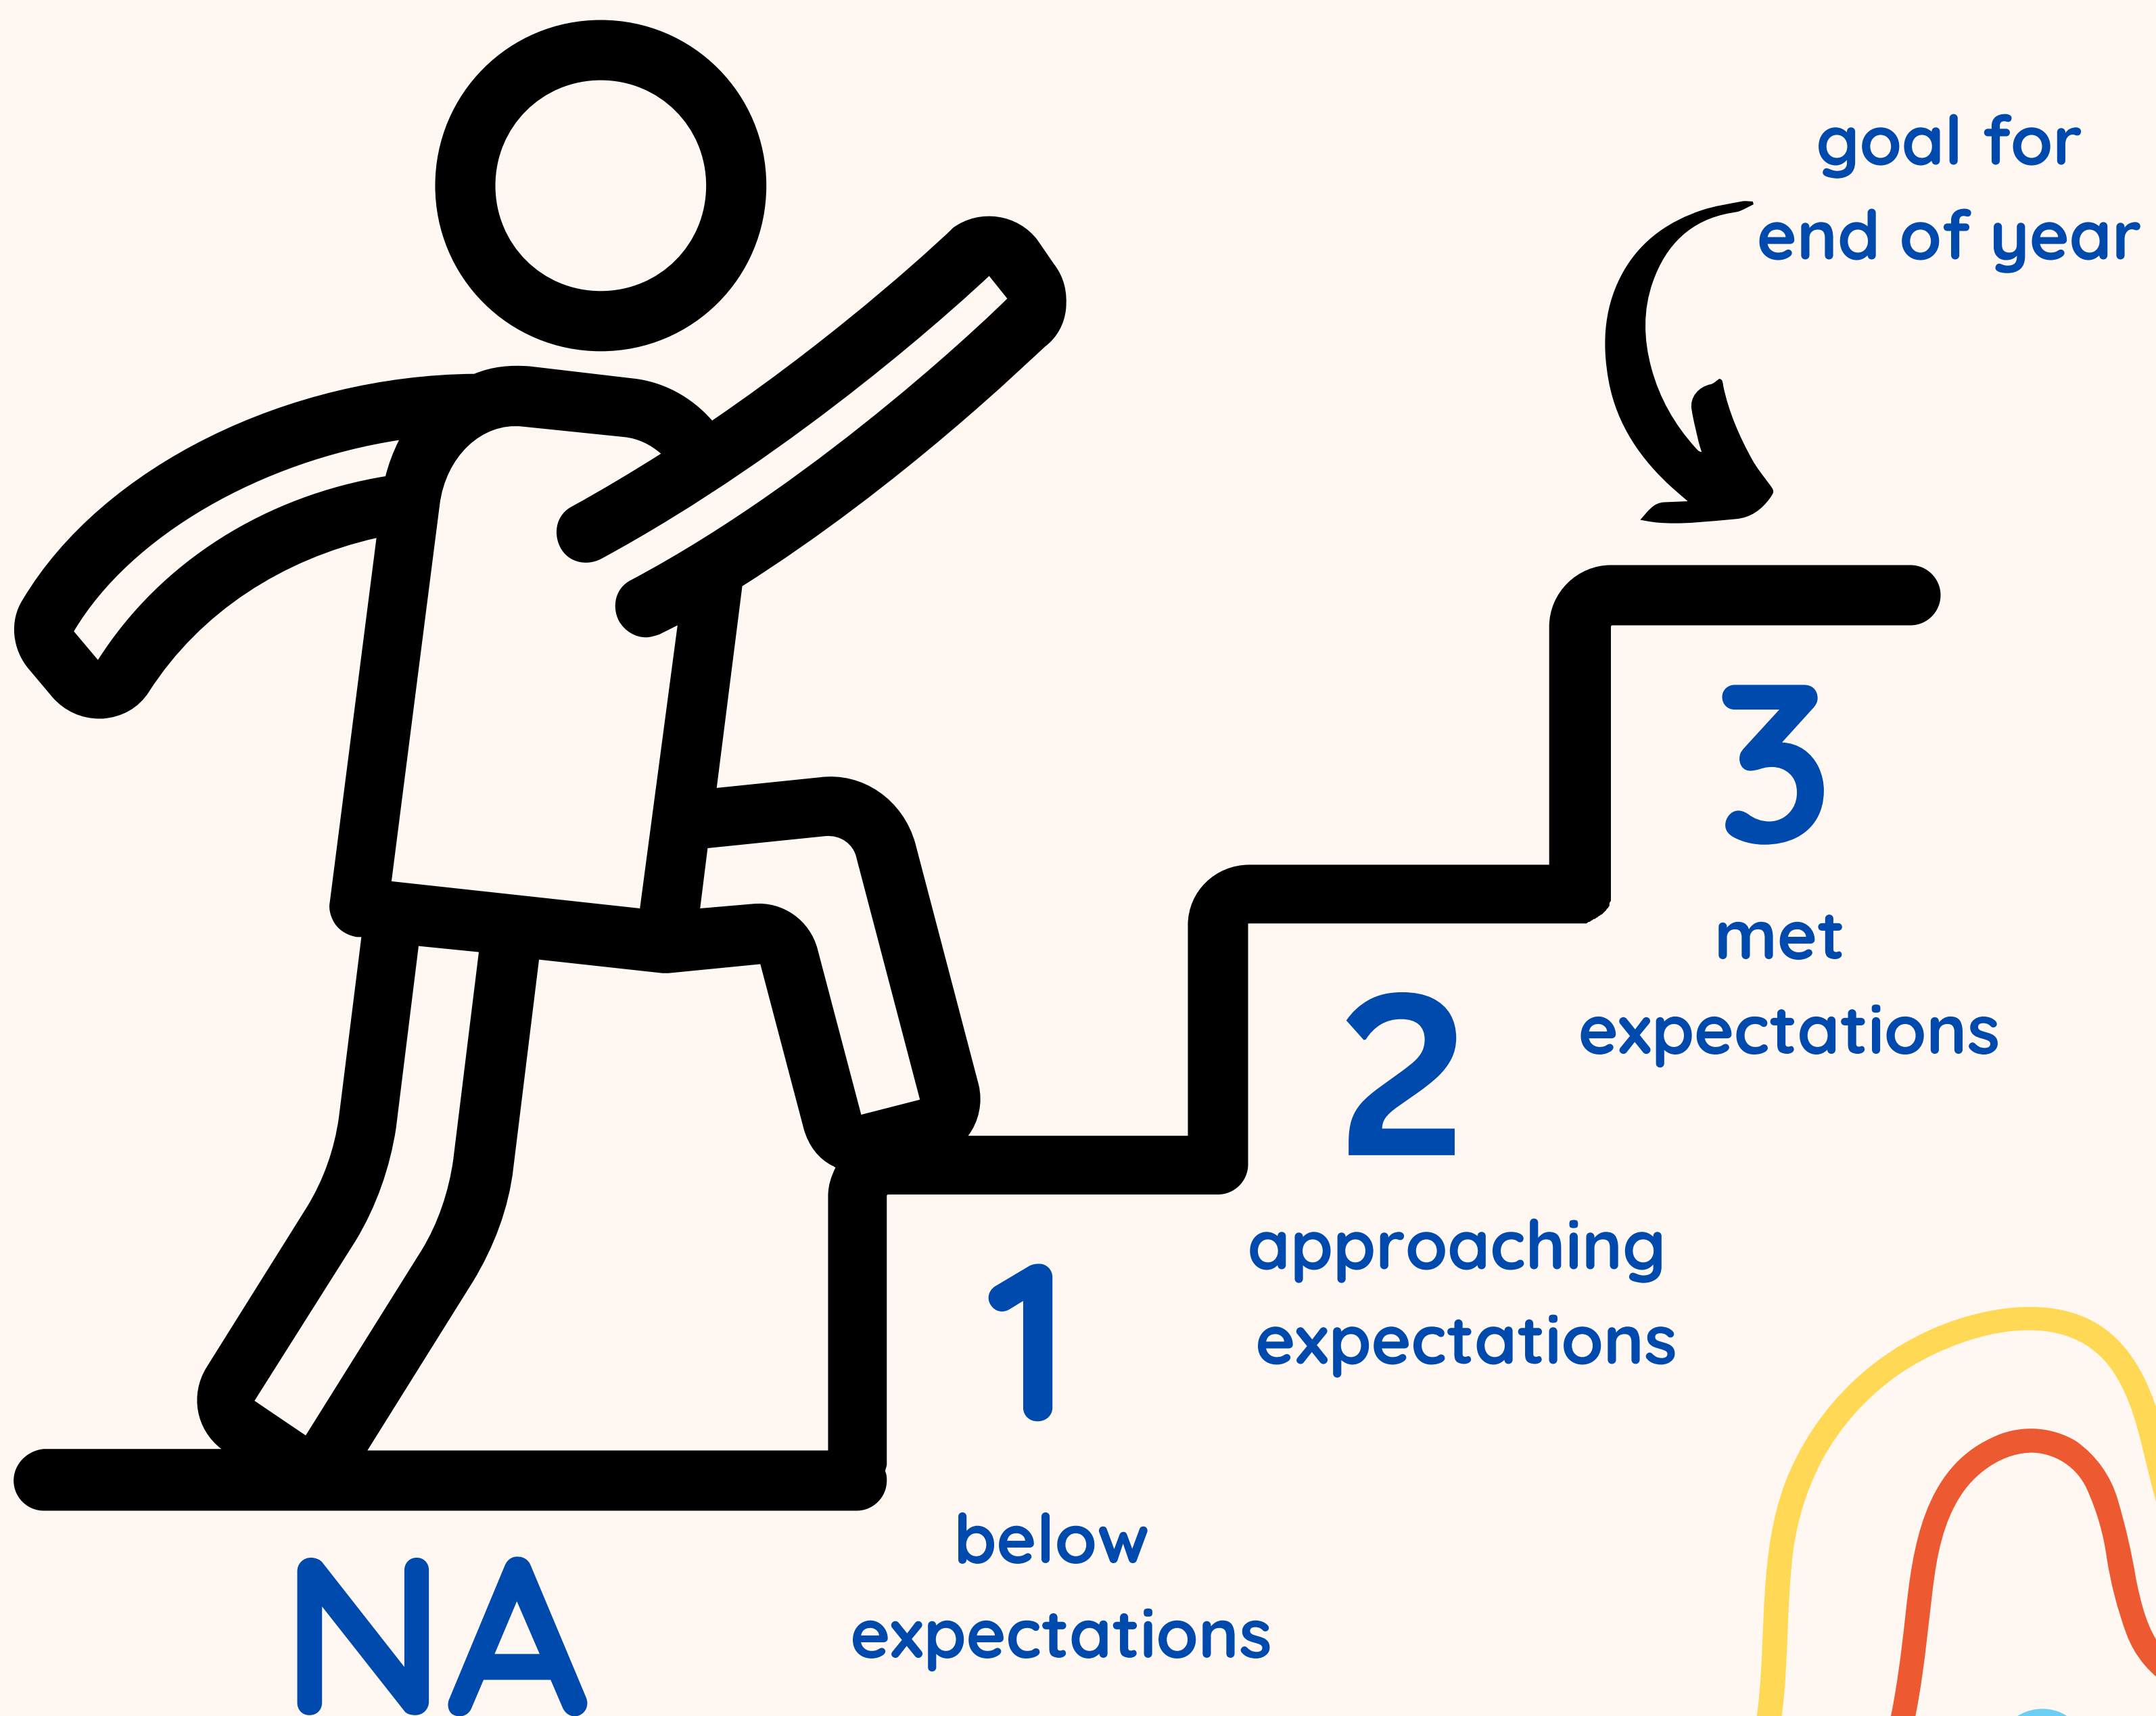 goal for
end of year
3
met
expectations
2
approaching
expectations
1
below
expectations
NA